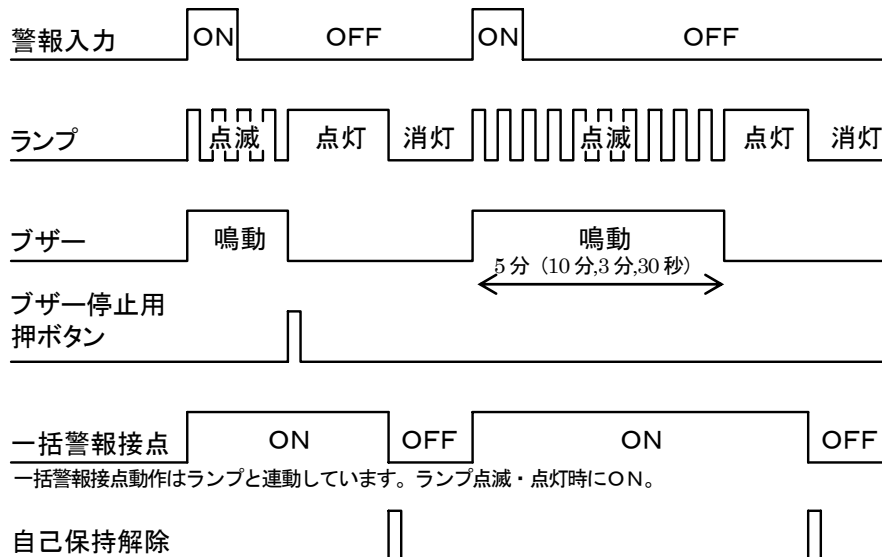 警報入力 ON OFF ON OFF
ランプ 点滅 点灯 消灯 点滅 点灯 消灯
ブザー 鳴動 鳴動
5分（10分,3分,30秒）
ブザー停止用
押ボタン
一括警報接点 ON OFF ON OFF
一括警報接点動作はランプと連動しています。ランプ点滅・点灯時にON。
自己保持解除